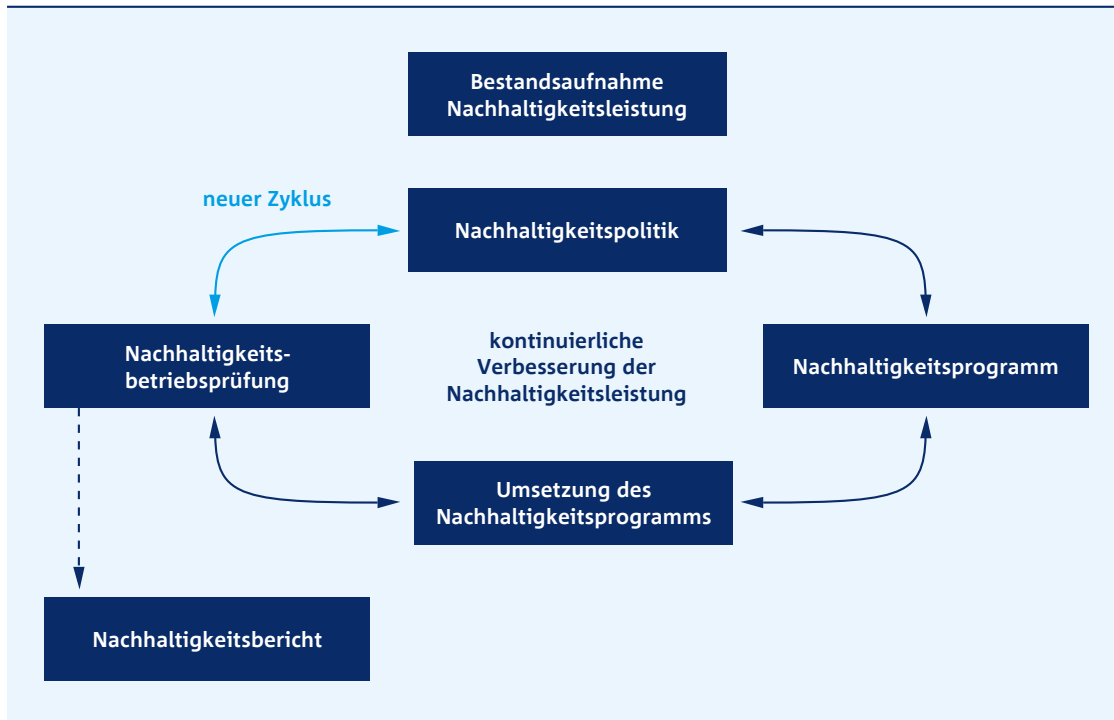 Bestandsaufnahme
Nachhaltigkeitsleistung
neuer Zyklus
Nachhaltigkeitspolitik
Nachhaltigkeits-
betriebsprüfung
kontinuierliche
Verbesserung der
Nachhaltigkeitsleistung
Nachhaltigkeitsprogramm
Umsetzung des
Nachhaltigkeitsprogramms
Nachhaltigkeitsbericht